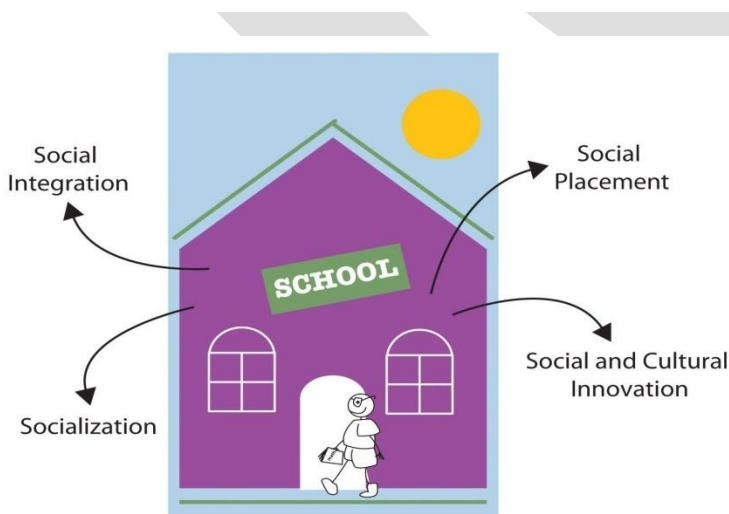 Social
Integration
Social
Placement
SCHOOL
Social and Cultural
Innovation
Socialization